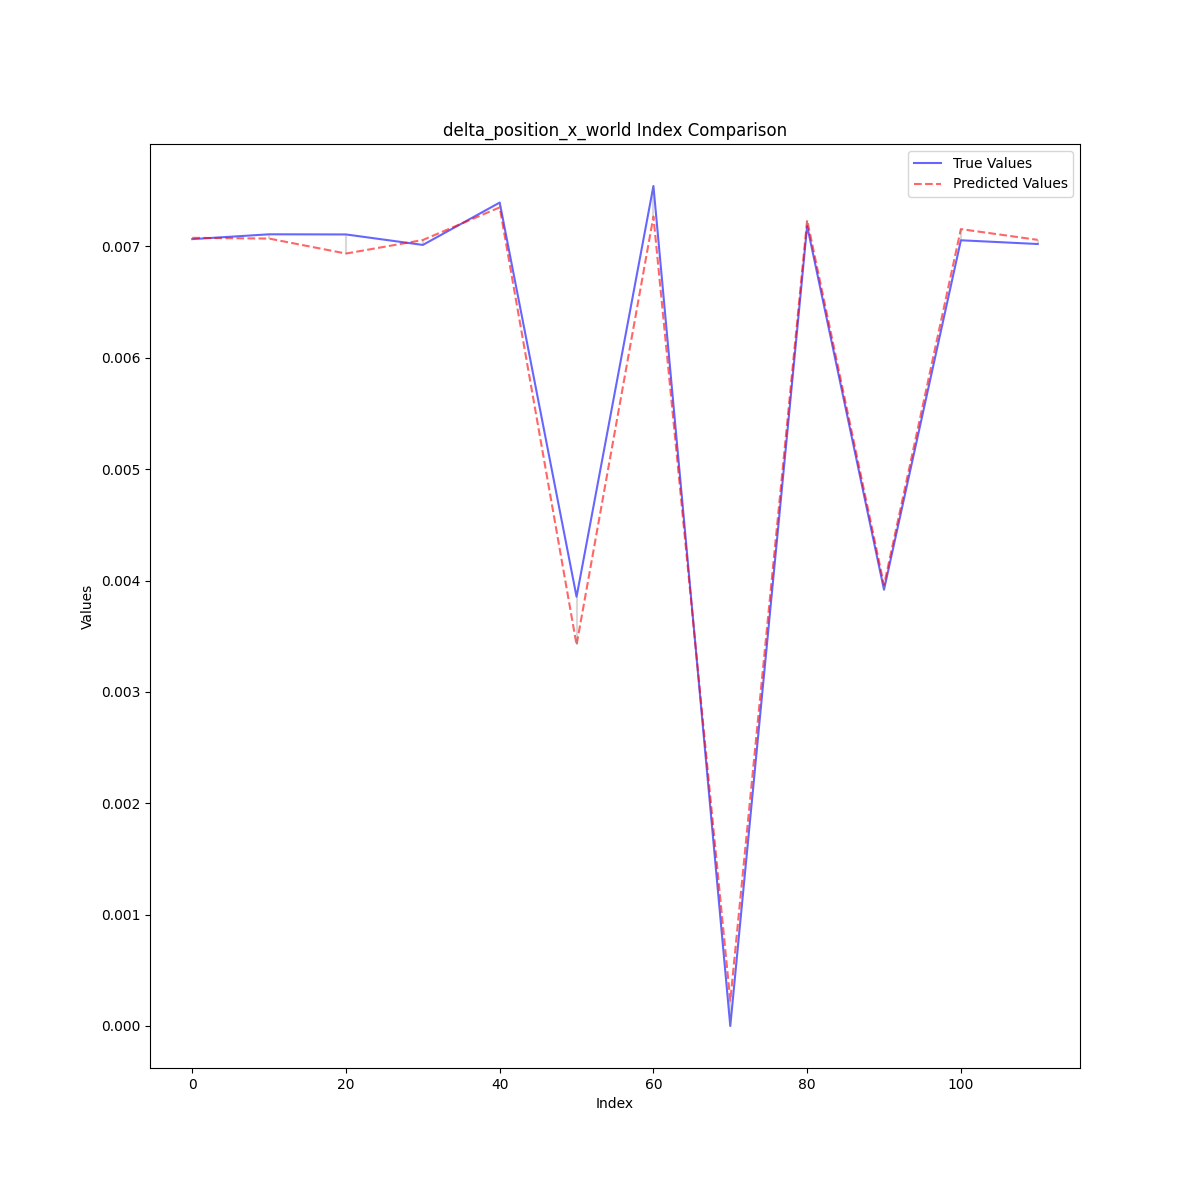 delta_position_x_world Index Comparison
True Values
Predicted Values
0.007
0.006
0.005
0.004
0.003
0.002
0.001
0.000
Values
0 20 40 60 80 100
Index